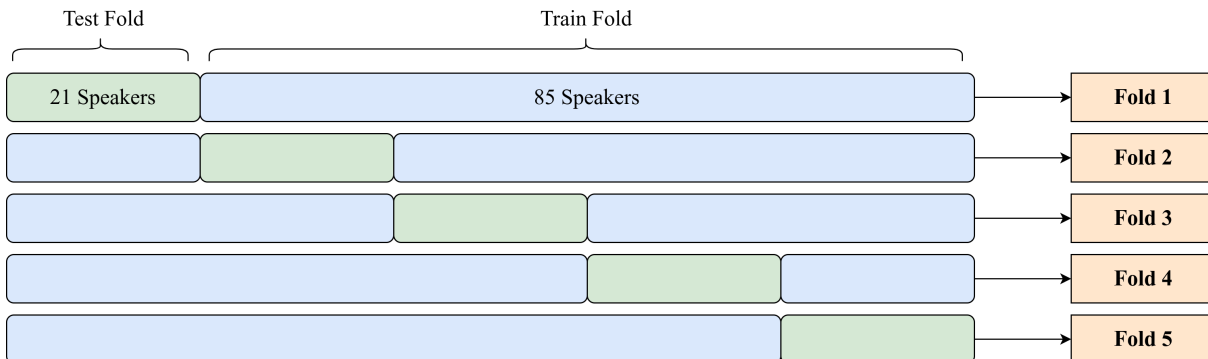 Test Fold
Train Fold
21 Speakers
85 Speakers
Fold 1
Fold 2
Fold 3
Fold 4
Fold 5